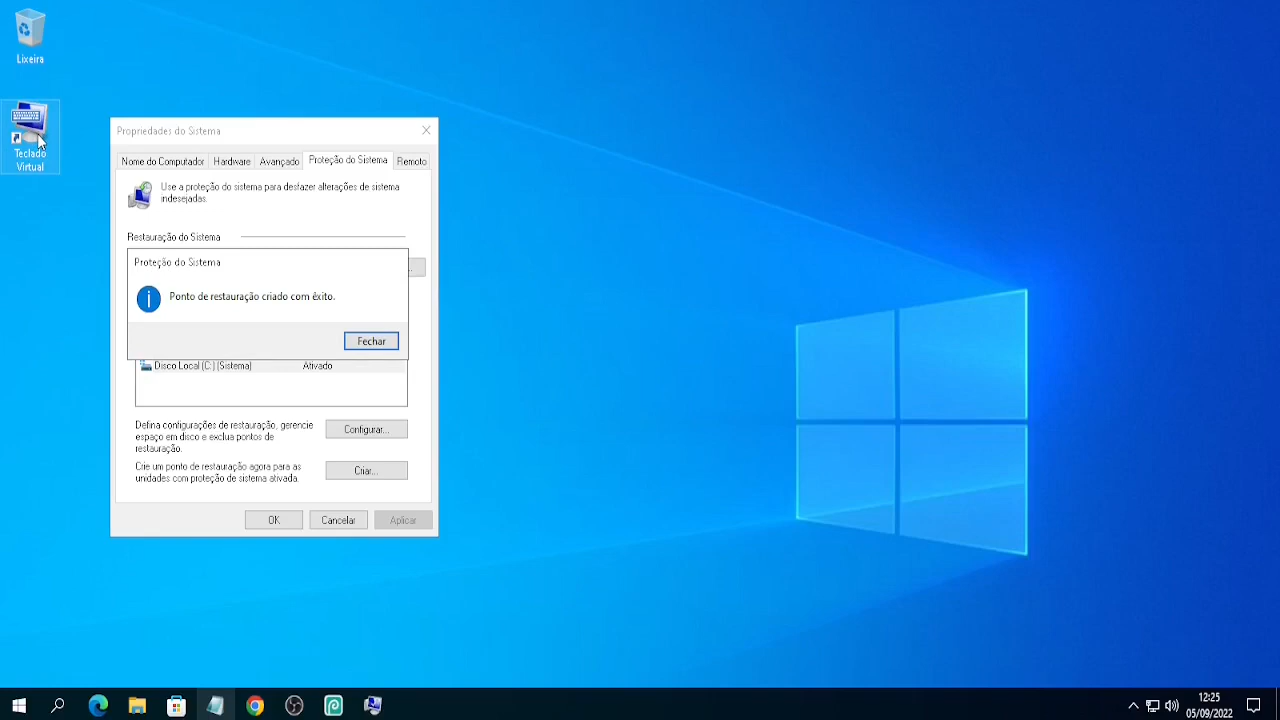 Lixeira
Teclado
Virtual
Propriedades do Sistema
Nome do Computador
Hardware
Avançado
Proteção do Sistema
Remoto
Use a proteção do sistema para desfazer alterações de sistema
indesejadas.
Restauração do Sistema
...
Proteção do Sistema
Ponto de restauração criado com êxito.
Fechar
Disco Local (C:) (Sistema)
Ativado
Defina configurações de restauração, gerencie
espaço em disco e exclua pontos de
restauração.
Configurar...
Crie um ponto de restauração agora para as
unidades com proteção de sistema ativada.
Criar...
OK
Cancelar
Aplicar
12:25
05/09/2022